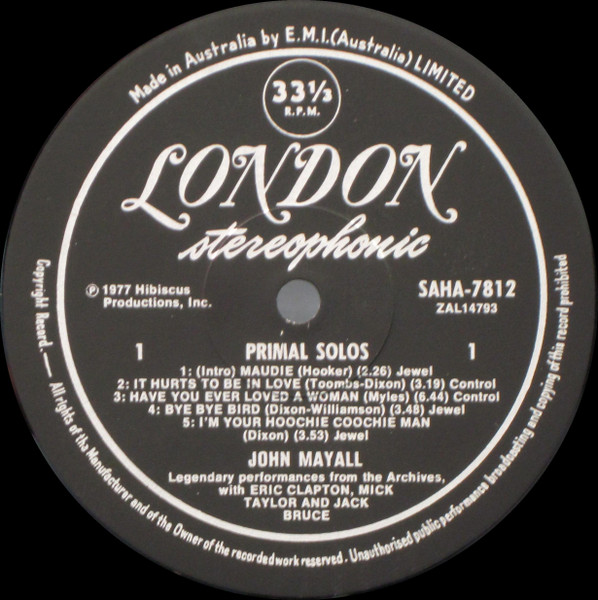 Made in Australia by E.M.I.(Australia) LIMITED
33⅓
R.P.M.
LONDON
stereophonic
℗ 1977 Hibiscus
Productions, Inc.
SAHA-7812
ZAL14793
1 PRIMAL SOLOS 1
1: (Intro) MAUDIE (Hooker) (2.26) Jewel
2: IT HURTS TO BE IN LOVE (Toombs-Dixon) (3.19) Control
3: HAVE YOU EVER LOVED A WOMAN (Myles) (6.44) Control
4: BYE BYE BIRD (Dixon-Williamson) (3.48) Jewel
5: I'M YOUR HOOCHIE COOCHIE MAN
(Dixon) (3.53) Jewel
JOHN MAYALL
Legendary performances from the Archives,
with ERIC CLAPTON, MICK
TAYLOR AND JACK
BRUCE
Copyright Record.— All rights of the Manufacturer and of the Owner of the recorded work reserved. Unauthorised public performance broadcasting and copying of this record prohibited